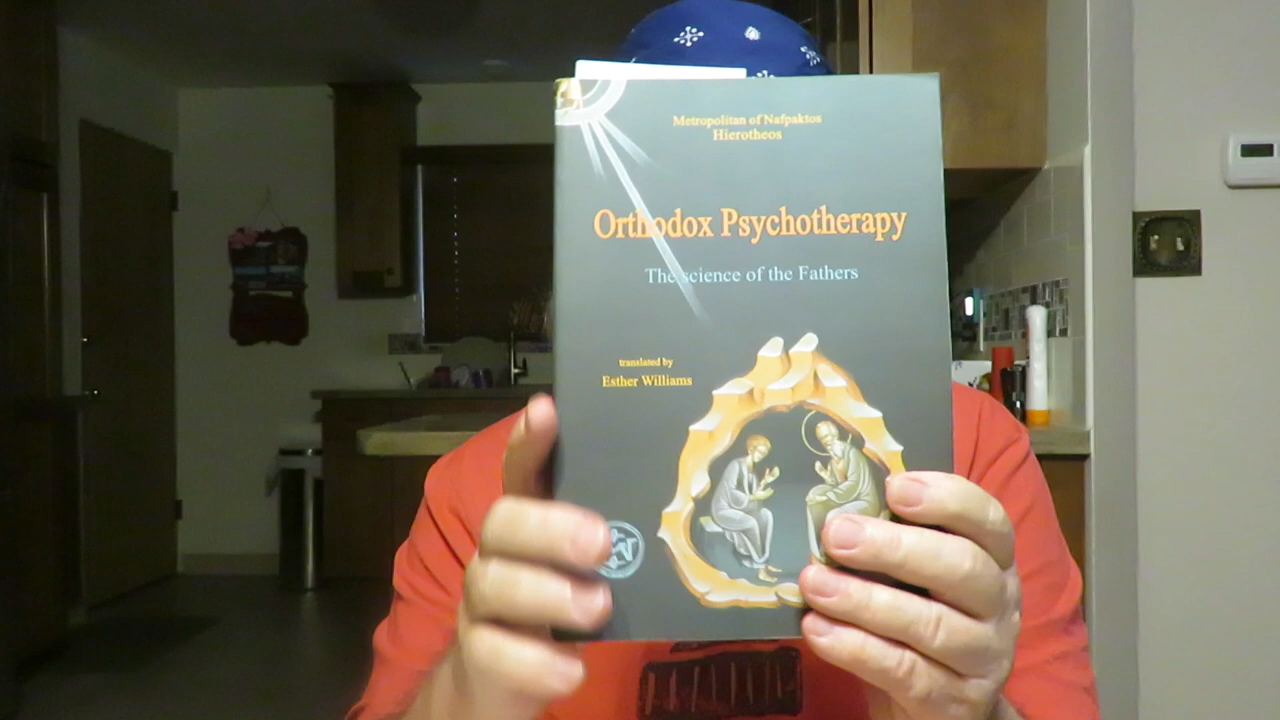 Metropolitan of Nafpaktos
Hierotheos
Orthodox Psychotherapy
The science of the Fathers
translated by
Esther Williams